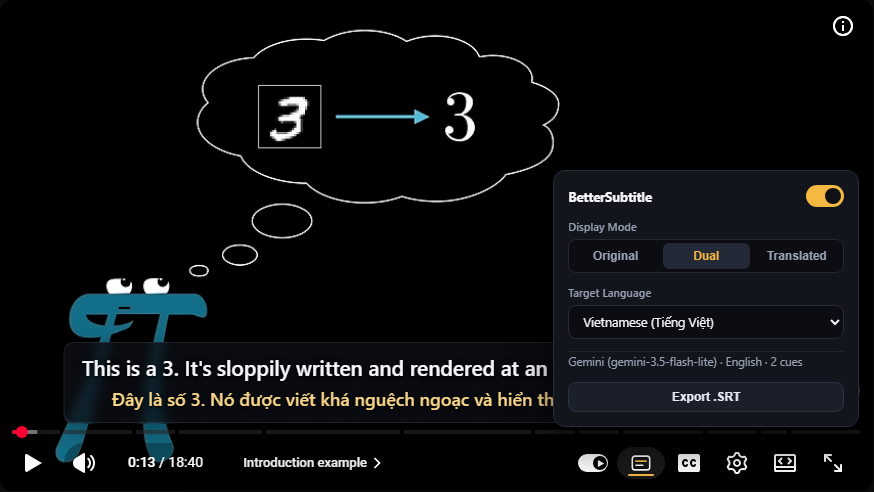 3
3
BetterSubtitle
Display Mode
Original Dual Translated
Target Language
Vietnamese (Tiếng Việt)
Gemini (gemini-3.5-flash-lite) · English · 2 cues
Export .SRT
This is a 3. It's sloppily written and rendered at an
Đây là số 3. Nó được viết khá nguệch ngoạc và hiển th
0:13 / 18:40 Introduction example
CC